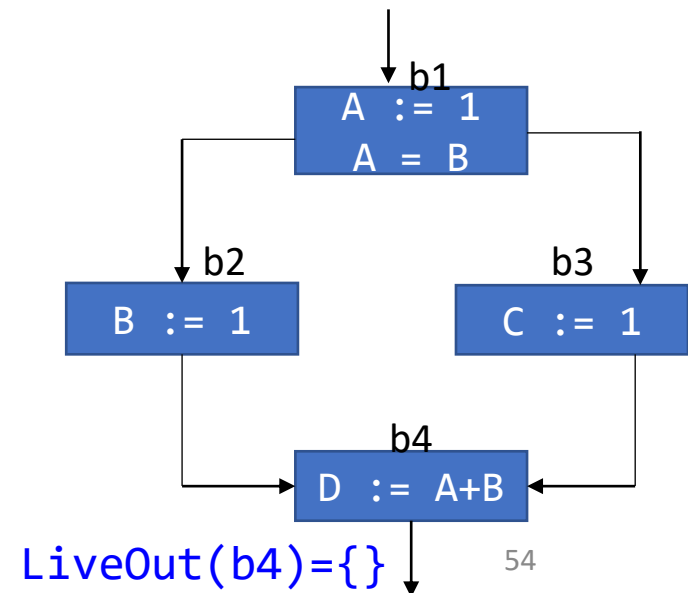 b1
A := 1
A = B
b2
b3
B := 1
C := 1
b4
D := A+B
LiveOut(b4)={}
54